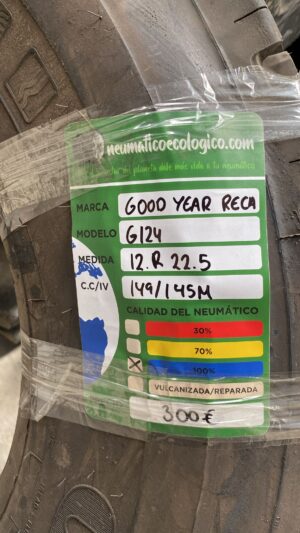 neumaticoecologico.com
MARCA GOOD YEAR RECA
MODELO G124
MEDIDA 12.R 22.5
C.C/IV 149/145M
CALIDAD DEL NEUMÁTICO
30%
70%
X 100%
VULCANIZADA/REPARADA
300€